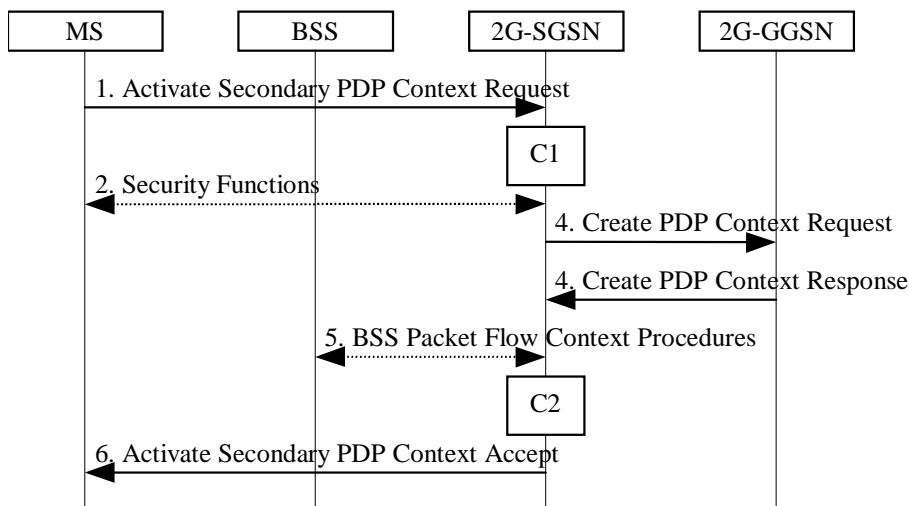 MS
BSS
2G-SGSN
2G-GGSN
1. Activate Secondary PDP Context Request
C1
2. Security Functions
4. Create PDP Context Request
4. Create PDP Context Response
5. BSS Packet Flow Context Procedures
C2
6. Activate Secondary PDP Context Accept